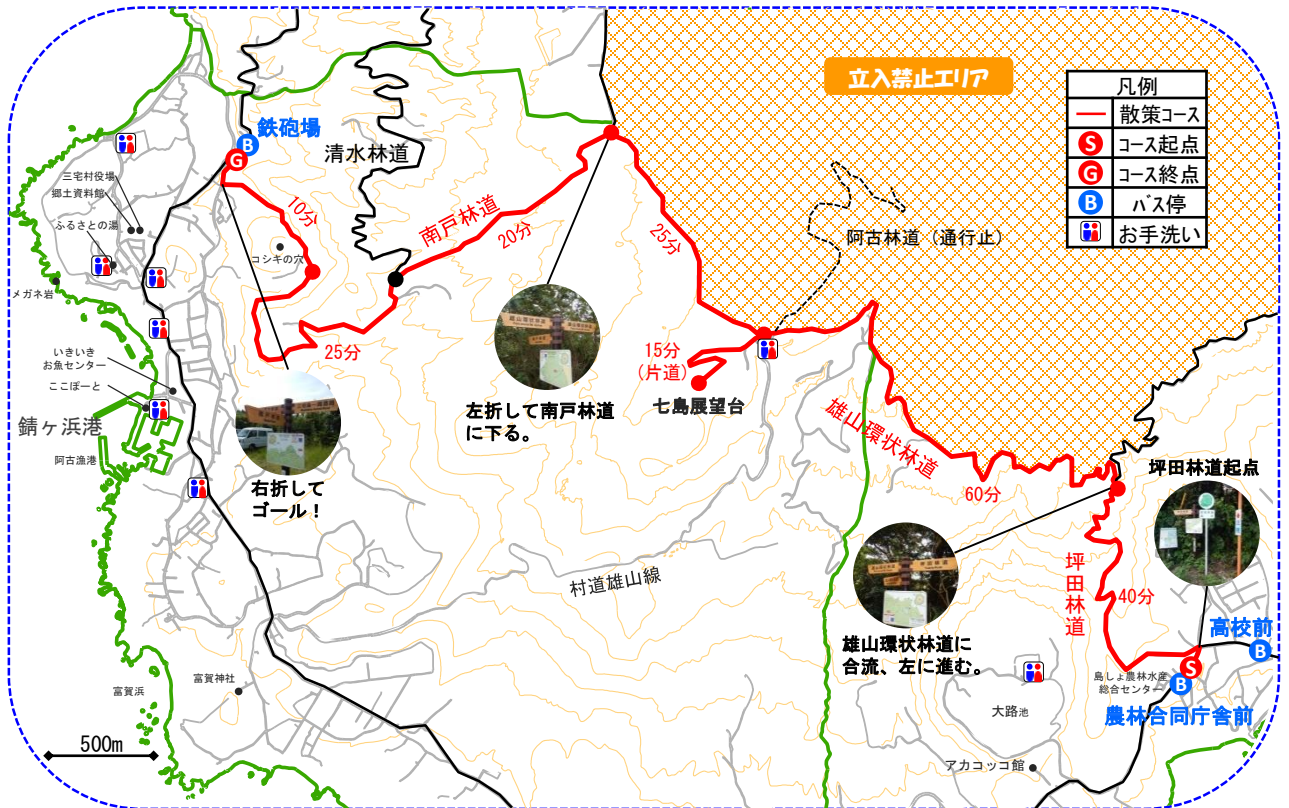 立入禁止エリア
凡例
散策コース
S コース起点
G コース終点
B バス停
お手洗い
鉄砲場
B
G
清水林道
三宅村役場
郷土資料館
ふるさとの湯
10分
コシキの穴
南戸林道
20分
25分
阿古林道（通行止）
メガネ岩
25分
15分
（片道）
七島展望台
いきいき
お魚センター
ここぽーと
錆ヶ浜港
阿古漁港
左折して南戸林道
に下る。
右折して
ゴール！
雄山環状林道
60分
坪田林道起点
坪田林道
40分
村道雄山線
雄山環状林道に
合流、左に進む。
高校前
B
S
B
島しょ農林水産
総合センター
農林合同庁舎前
富賀浜
富賀神社
大路池
アカコッコ館
500m